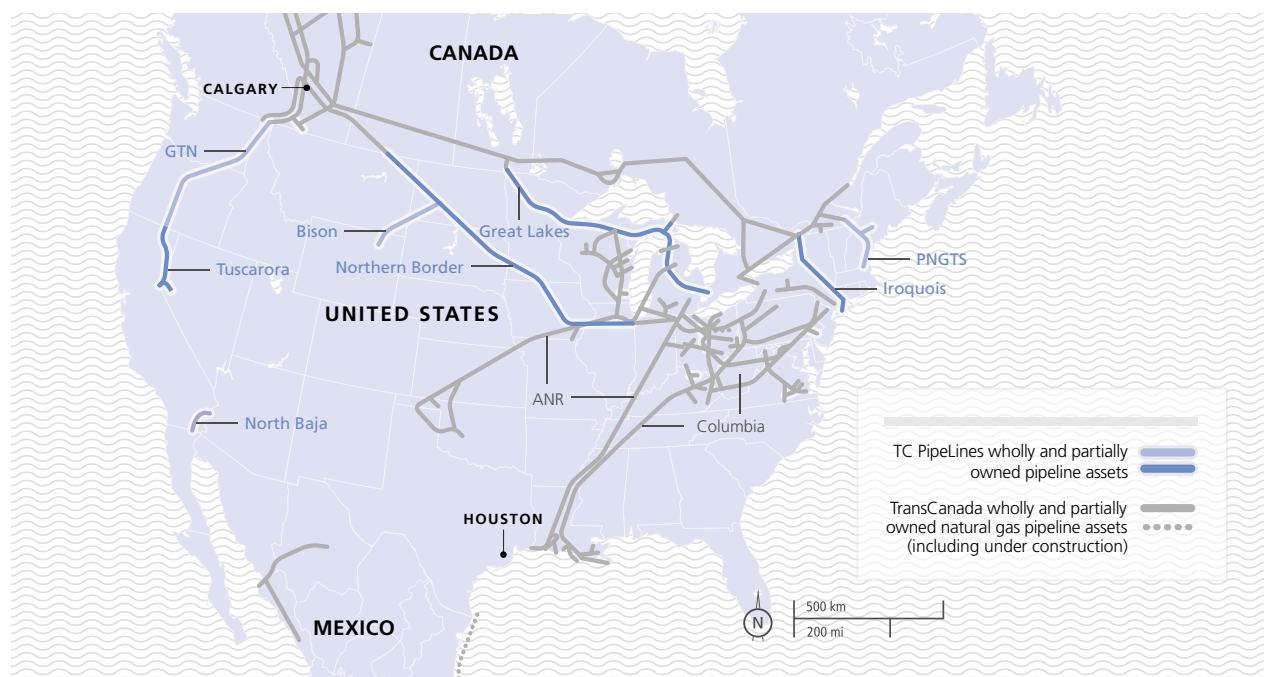 CANADA
CALGARY
GTN
Bison
Great Lakes
PNGTS
Tuscarora
Northern Border
Iroquois
UNITED STATES
ANR
North Baja
Columbia
TC PipeLines wholly and partially
owned pipeline assets
TransCanada wholly and partially
owned natural gas pipeline assets
(including under construction)
HOUSTON
500 km
N
200 mi
MEXICO